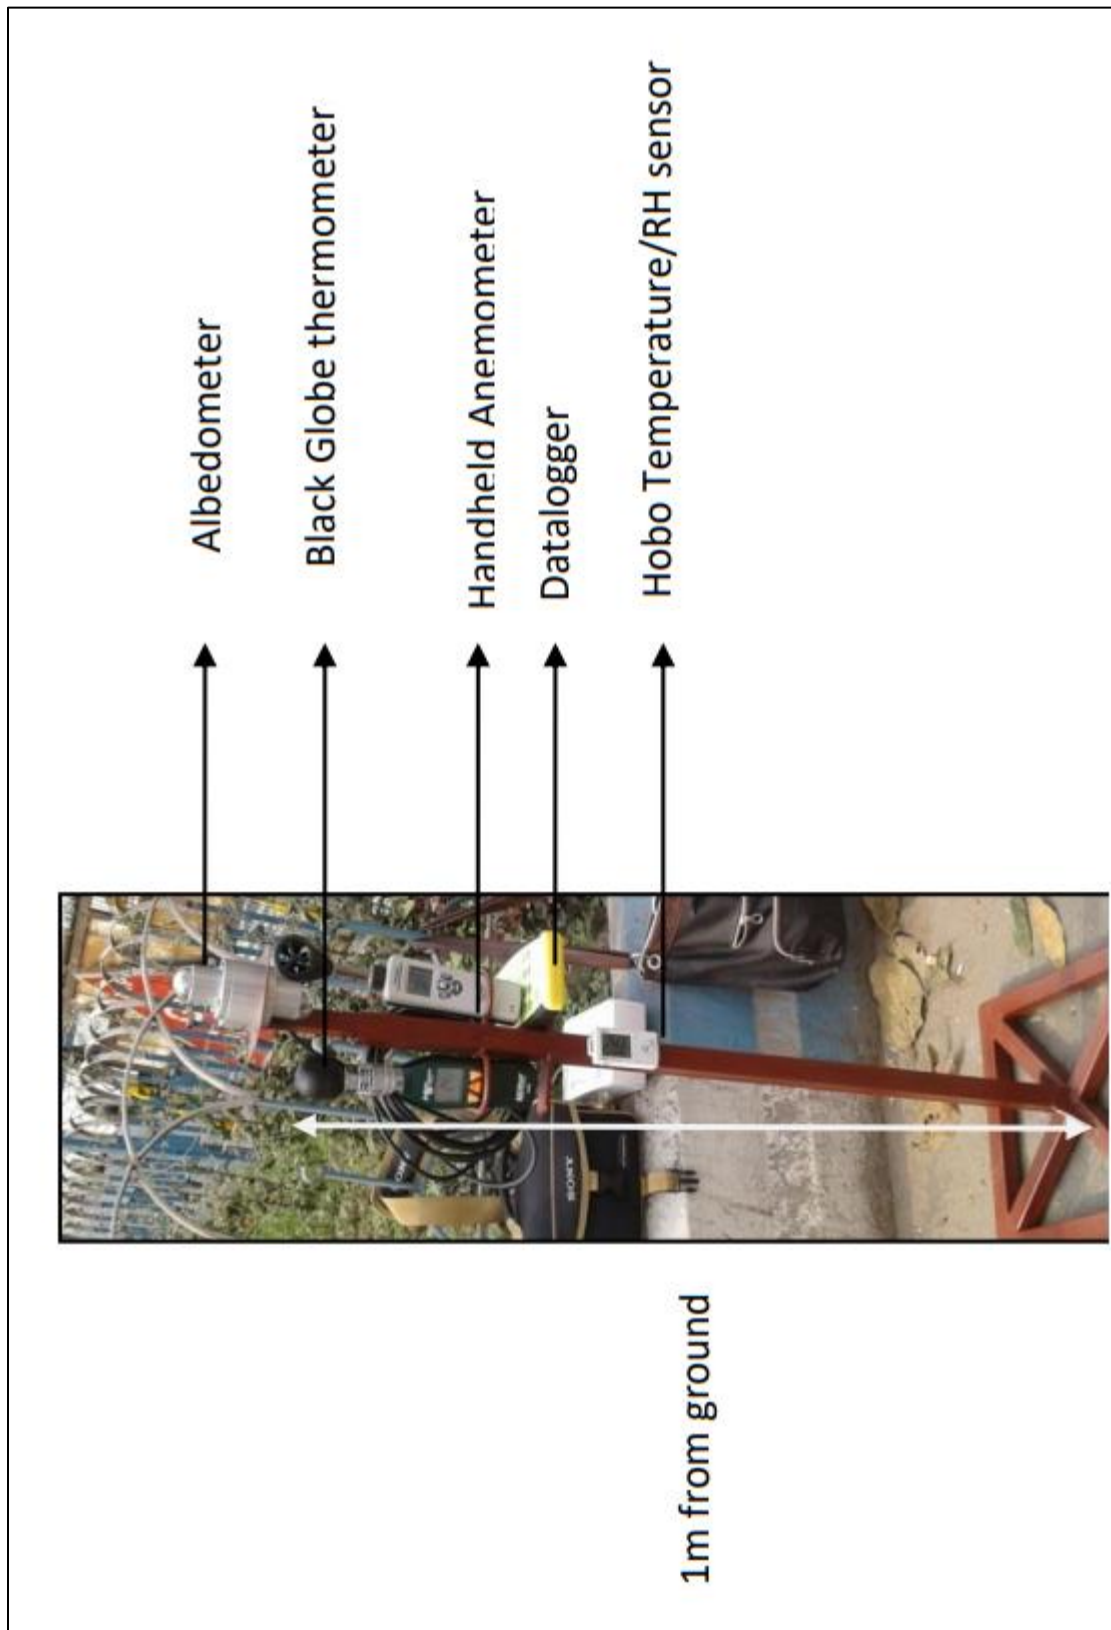 Albedometer
Black Globe thermometer
Handheld Anemometer
Datalogger
Hobo Temperature/RH sensor
1m from ground
SONY